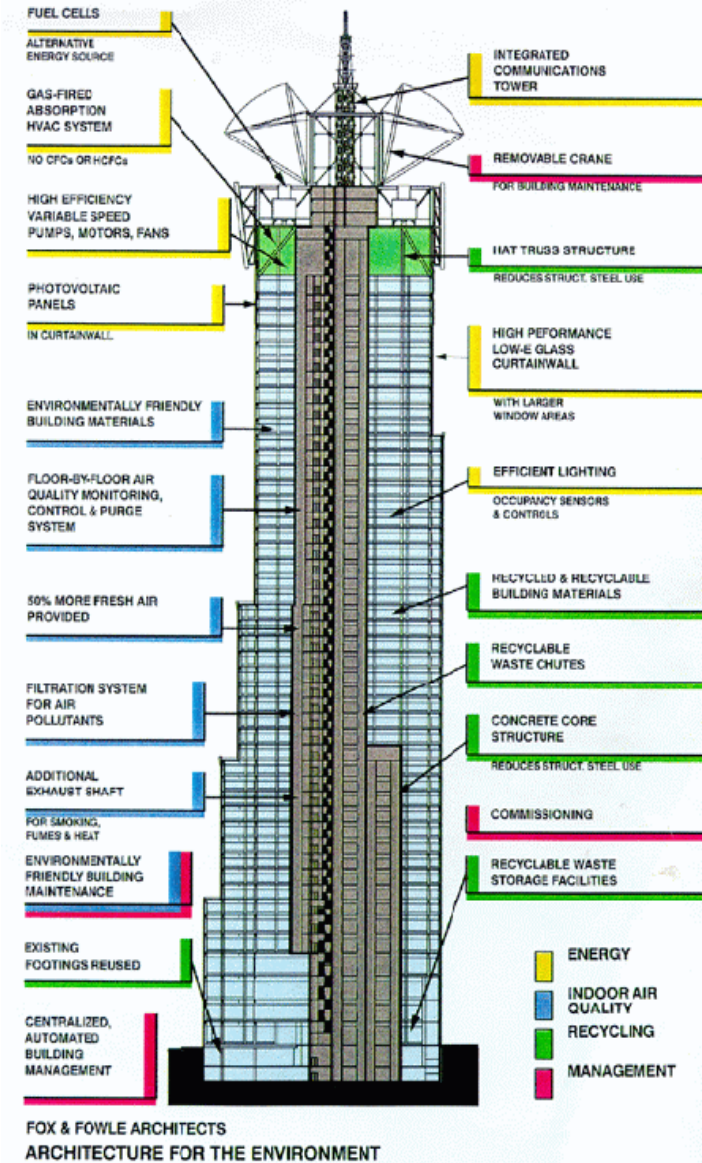 FUEL CELLS
ALTERNATIVE
ENERGY SOURCE
GAS-FIRED
ABSORPTION
HVAC SYSTEM
NO CFCs OR HCFCs
HIGH EFFICIENCY
VARIABLE SPEED
PUMPS, MOTORS, FANS
PHOTOVOLTAIC
PANELS
IN CURTAINWALL
ENVIRONMENTALLY FRIENDLY
BUILDING MATERIALS
FLOOR-BY-FLOOR AIR
QUALITY MONITORING,
CONTROL & PURGE
SYSTEM
50% MORE FRESH AIR
PROVIDED
FILTRATION SYSTEM
FOR AIR
POLLUTANTS
ADDITIONAL
EXHAUST SHAFT
FOR SMOKING,
FUMES & HEAT
ENVIRONMENTALLY
FRIENDLY BUILDING
MAINTENANCE
EXISTING
FOOTINGS REUSED
CENTRALIZED,
AUTOMATED
BUILDING
MANAGEMENT
INTEGRATED
COMMUNICATIONS
TOWER
REMOVABLE CRANE
FOR BUILDING MAINTENANCE
HAT TRUSS STRUCTURE
REDUCES STRUCT. STEEL USE
HIGH PEFORMANCE
LOW-E GLASS
CURTAINWALL
WITH LARGER
WINDOW AREAS
EFFICIENT LIGHTING
OCCUPANCY SENSORS
& CONTROLS
RECYCLED & RECYCLABLE
BUILDING MATERIALS
RECYCLABLE
WASTE CHUTES
CONCRETE CORE
STRUCTURE
REDUCES STRUCT. STEEL USE
COMMISSIONING
RECYCLABLE WASTE
STORAGE FACILITIES
ENERGY
INDOOR AIR
QUALITY
RECYCLING
MANAGEMENT
FOX & FOWLE ARCHITECTS
ARCHITECTURE FOR THE ENVIRONMENT